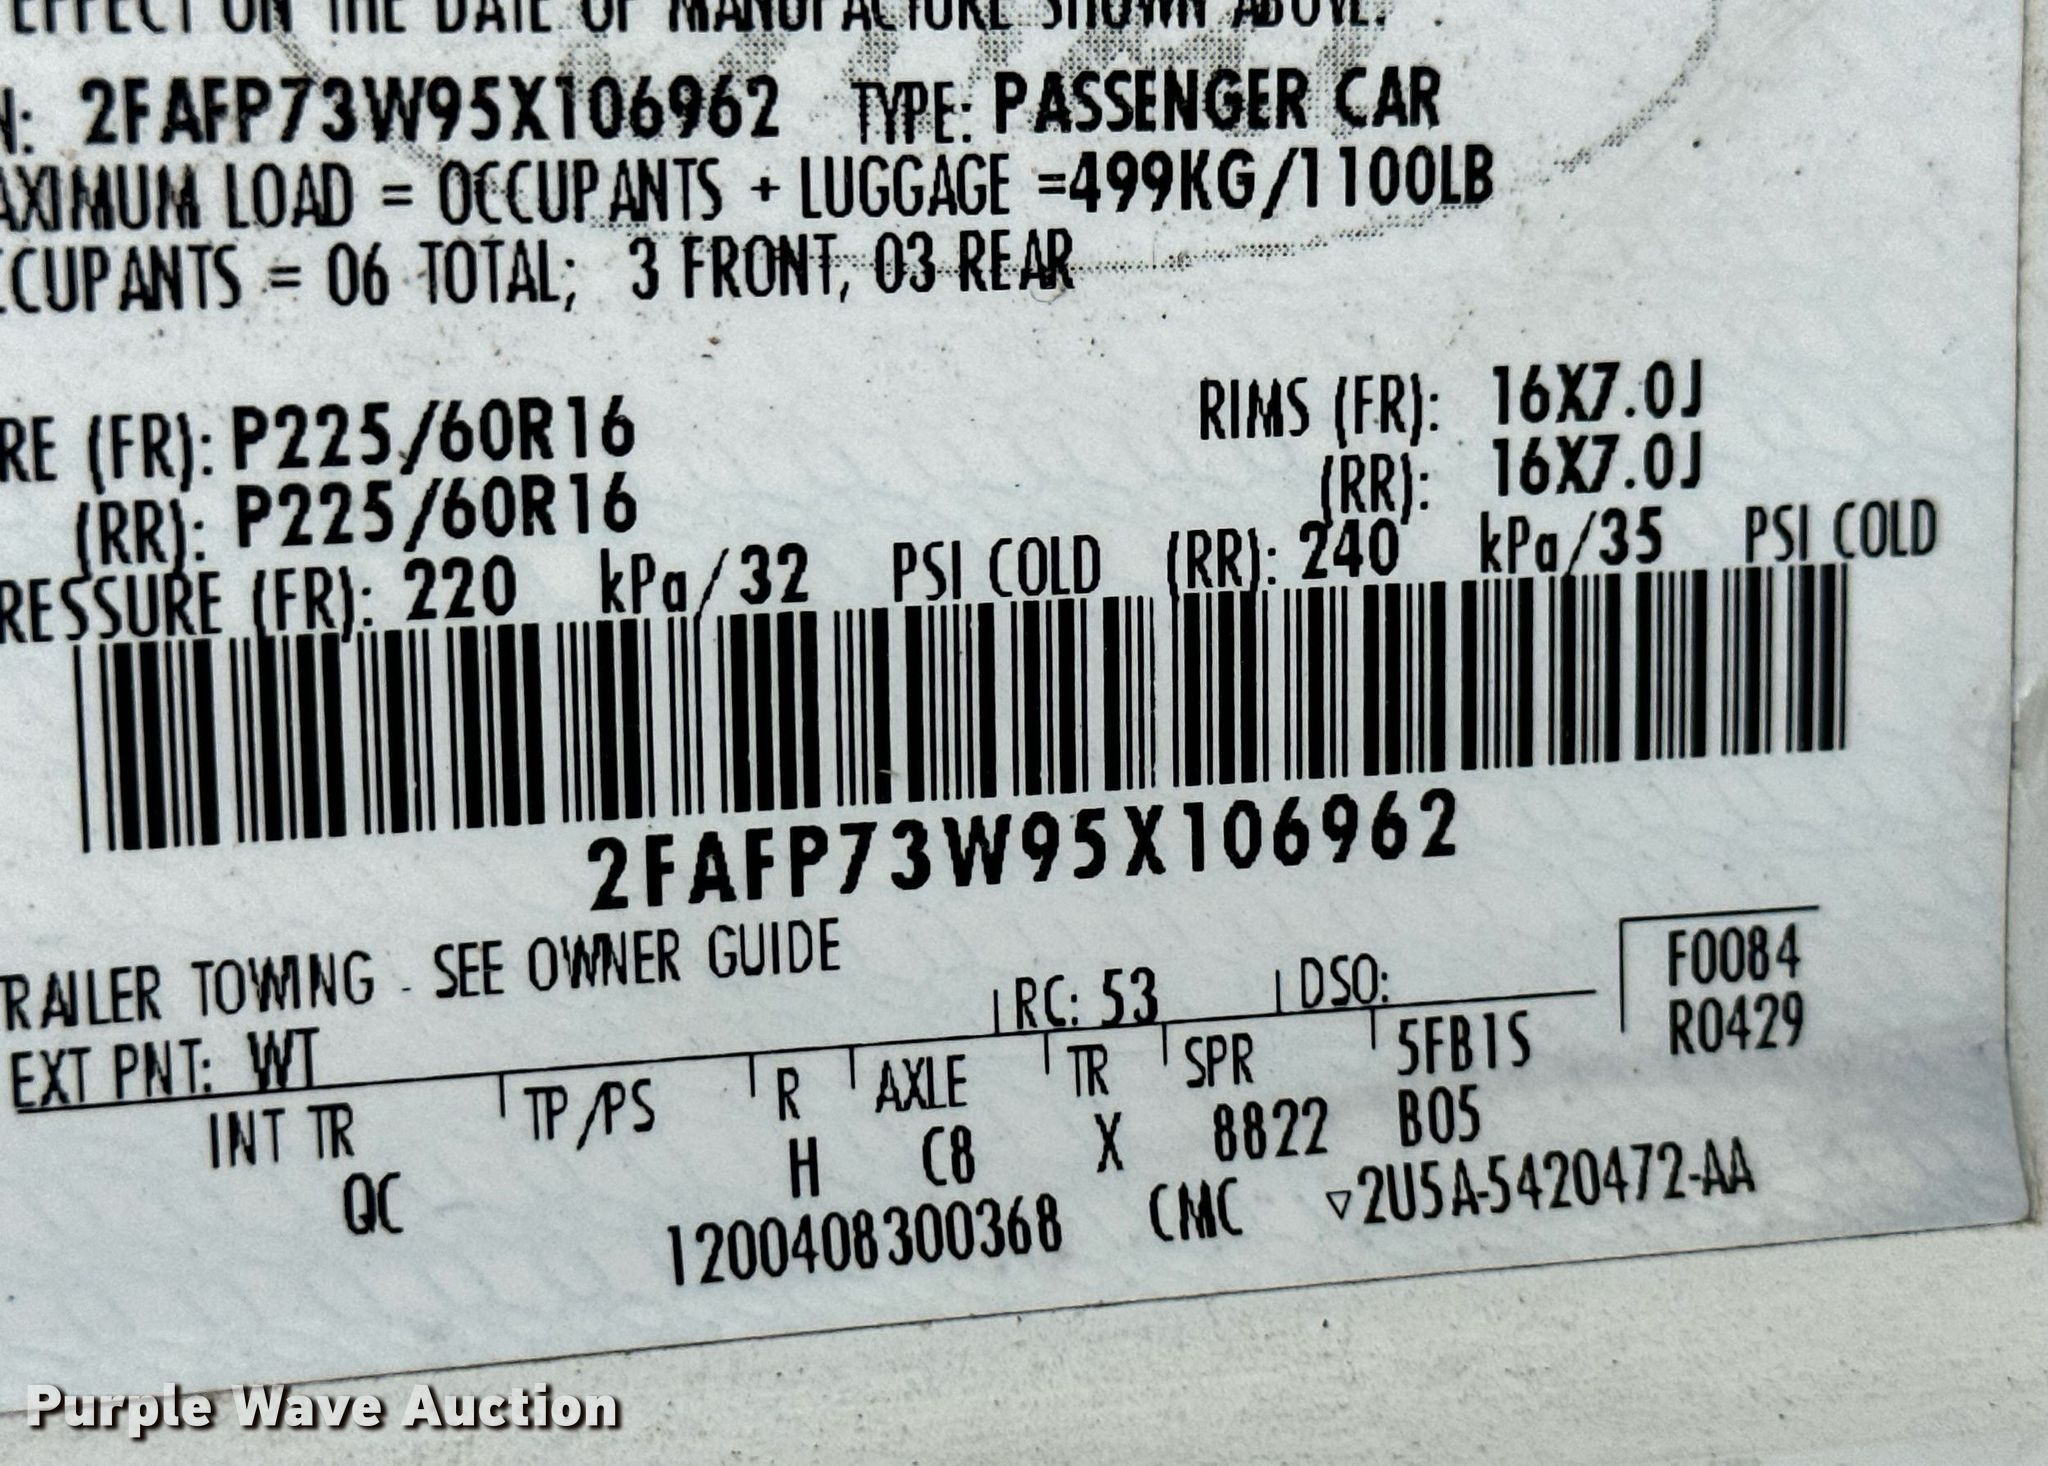 EFFECT ON THE DATE OF MANUFACTURE SHOWN ABOVE.
N: 2FAFP73W95X106962 TYPE: PASSENGER CAR
AXIMUM LOAD = OCCUPANTS + LUGGAGE =499KG/1100LB
CCUPANTS = 06 TOTAL; 3 FRONT, 03 REAR
RE (FR): P225/60R16 RIMS (FR): 16X7.0J
(RR): P225/60R16 (RR): 16X7.0J
RESSURE (FR): 220 kPa/32 PSI COLD (RR): 240 kPa/35 PSI COLD
2FAFP73W95X106962
RAILER TOWING - SEE OWNER GUIDE
EXT PNT: WT RC: 53 DSO: F0084
R0429
INT TR TP/PS R AXLE TR SPR 5FB1S
QC H C8 X 8822 B05
1200408300368 CMC ▽2U5A-5420472-AA
Purple Wave Auction